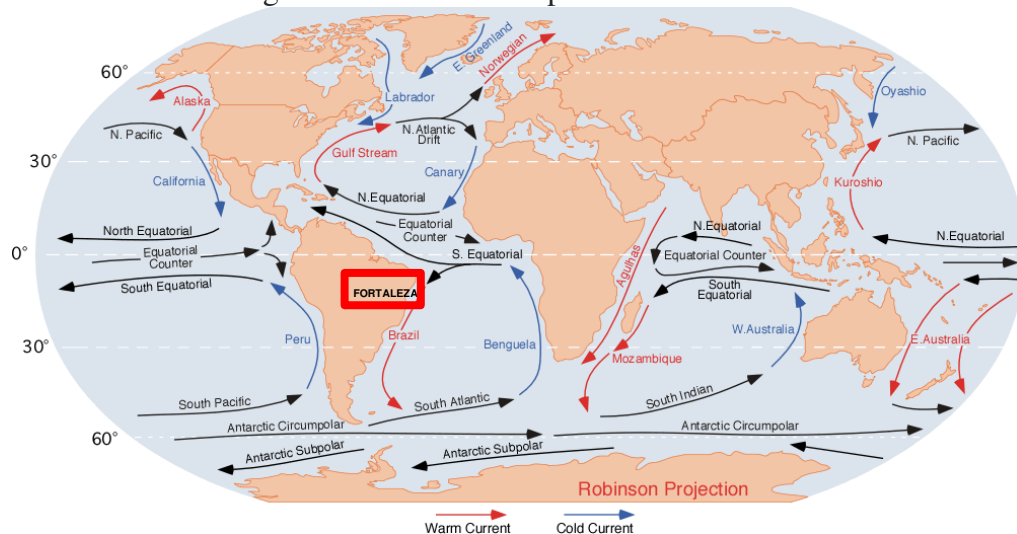 60°
E. Greenland
Norwegian
Alaska
Labrador
Oyashio
N. Pacific
N.Atlantic
Drift
N. Pacific
Gulf Stream
30°
30°
California
Canary
Kuroshio
N.Equatorial
North Equatorial
Equatorial
Counter
N.Equatorial
N.Equatorial
0°
Equatorial
Counter
S. Equatorial
Equatorial Counter
0°
South Equatorial
Agulhas
South
Equatorial
FORTALEZA
Brazil
W.Australia
Peru
Benguela
E.Australia
30°
30°
Mozambique
South Pacific
South Atlantic
South Indian
Antarctic Circumpolar
Antarctic Circumpolar
60°
Antarctic Subpolar
Antarctic Subpolar
Robinson Projection
Warm Current
Cold Current